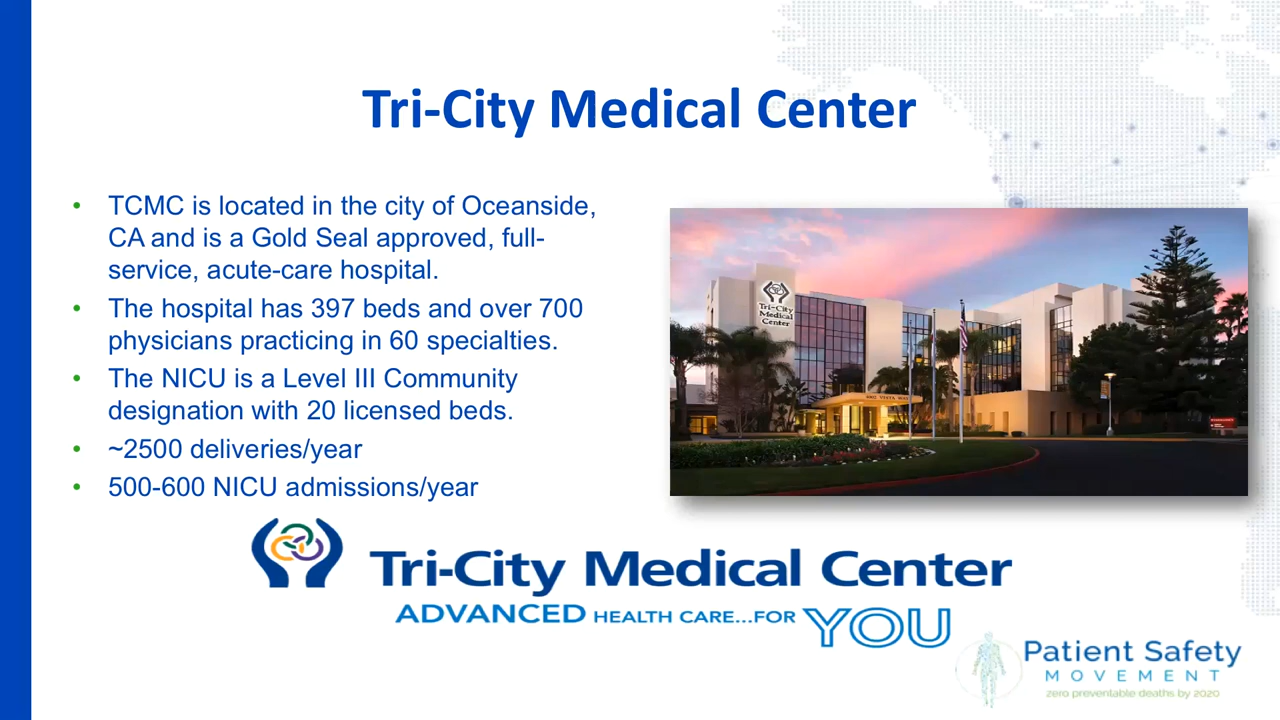 Tri-City Medical Center
• TCMC is located in the city of Oceanside,
CA and is a Gold Seal approved, full-
service, acute-care hospital.
• The hospital has 397 beds and over 700
physicians practicing in 60 specialties.
• The NICU is a Level III Community
designation with 20 licensed beds.
• ~2500 deliveries/year
• 500-600 NICU admissions/year
Tri-City
Medical
Center
Tri-City Medical Center
ADVANCED HEALTH CARE...FOR YOU
Patient Safety
MOVEMENT
zero preventable deaths by 2020